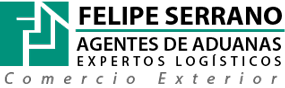 FELIPE SERRANO
AGENTES DE ADUANAS
EXPERTOS LOGÍSTICOS
Comercio Exterior